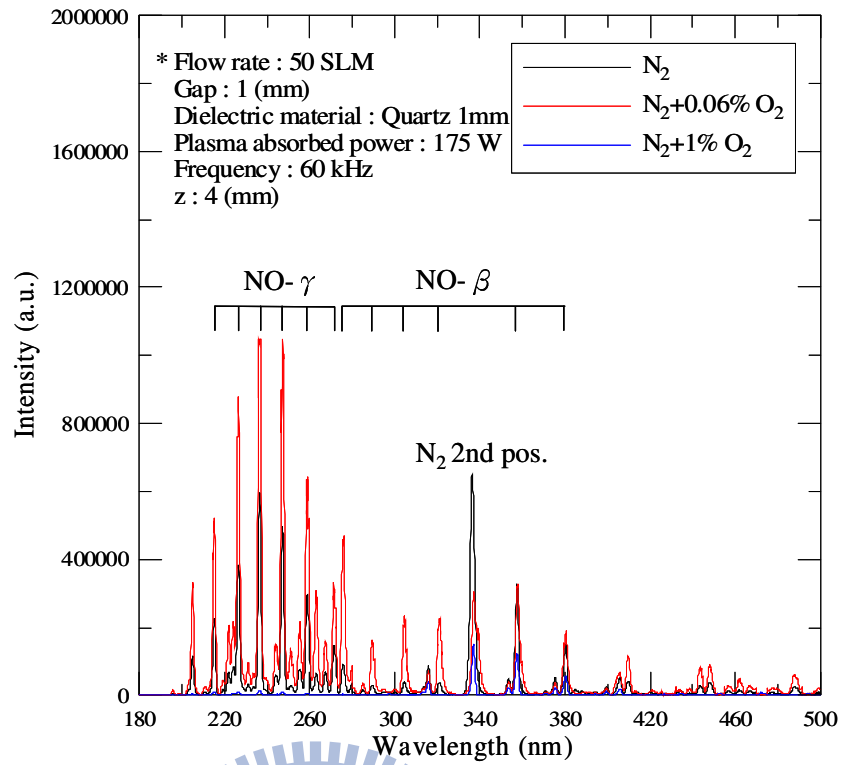 2000000
1600000
1200000
800000
400000
0
Intensity (a.u.)
* Flow rate : 50 SLM
Gap : 1 (mm)
Dielectric material : Quartz 1mm
Plasma absorbed power : 175 W
Frequency : 60 kHz
z : 4 (mm)
N₂
N₂+0.06% O₂
N₂+1% O₂
NO- γ
NO- β
N₂ 2nd pos.
180 220 260 300 340 380 420 460 500
Wavelength (nm)